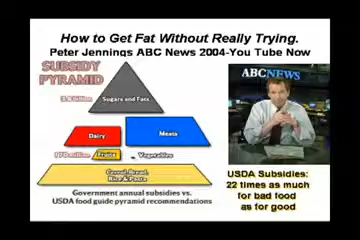 How to Get Fat Without Really Trying.
Peter Jennings ABC News 2004-You Tube Now
SUBSIDY
PYRAMID
Sugars and Fats
Dairy
Meats
Fruits
Vegetables
Cereal, Bread,
Rice & Pasta
Government annual subsidies vs.
USDA food guide pyramid recommendations
ABCNEWS
USDA Subsidies:
22 times as much
for bad food
as for good